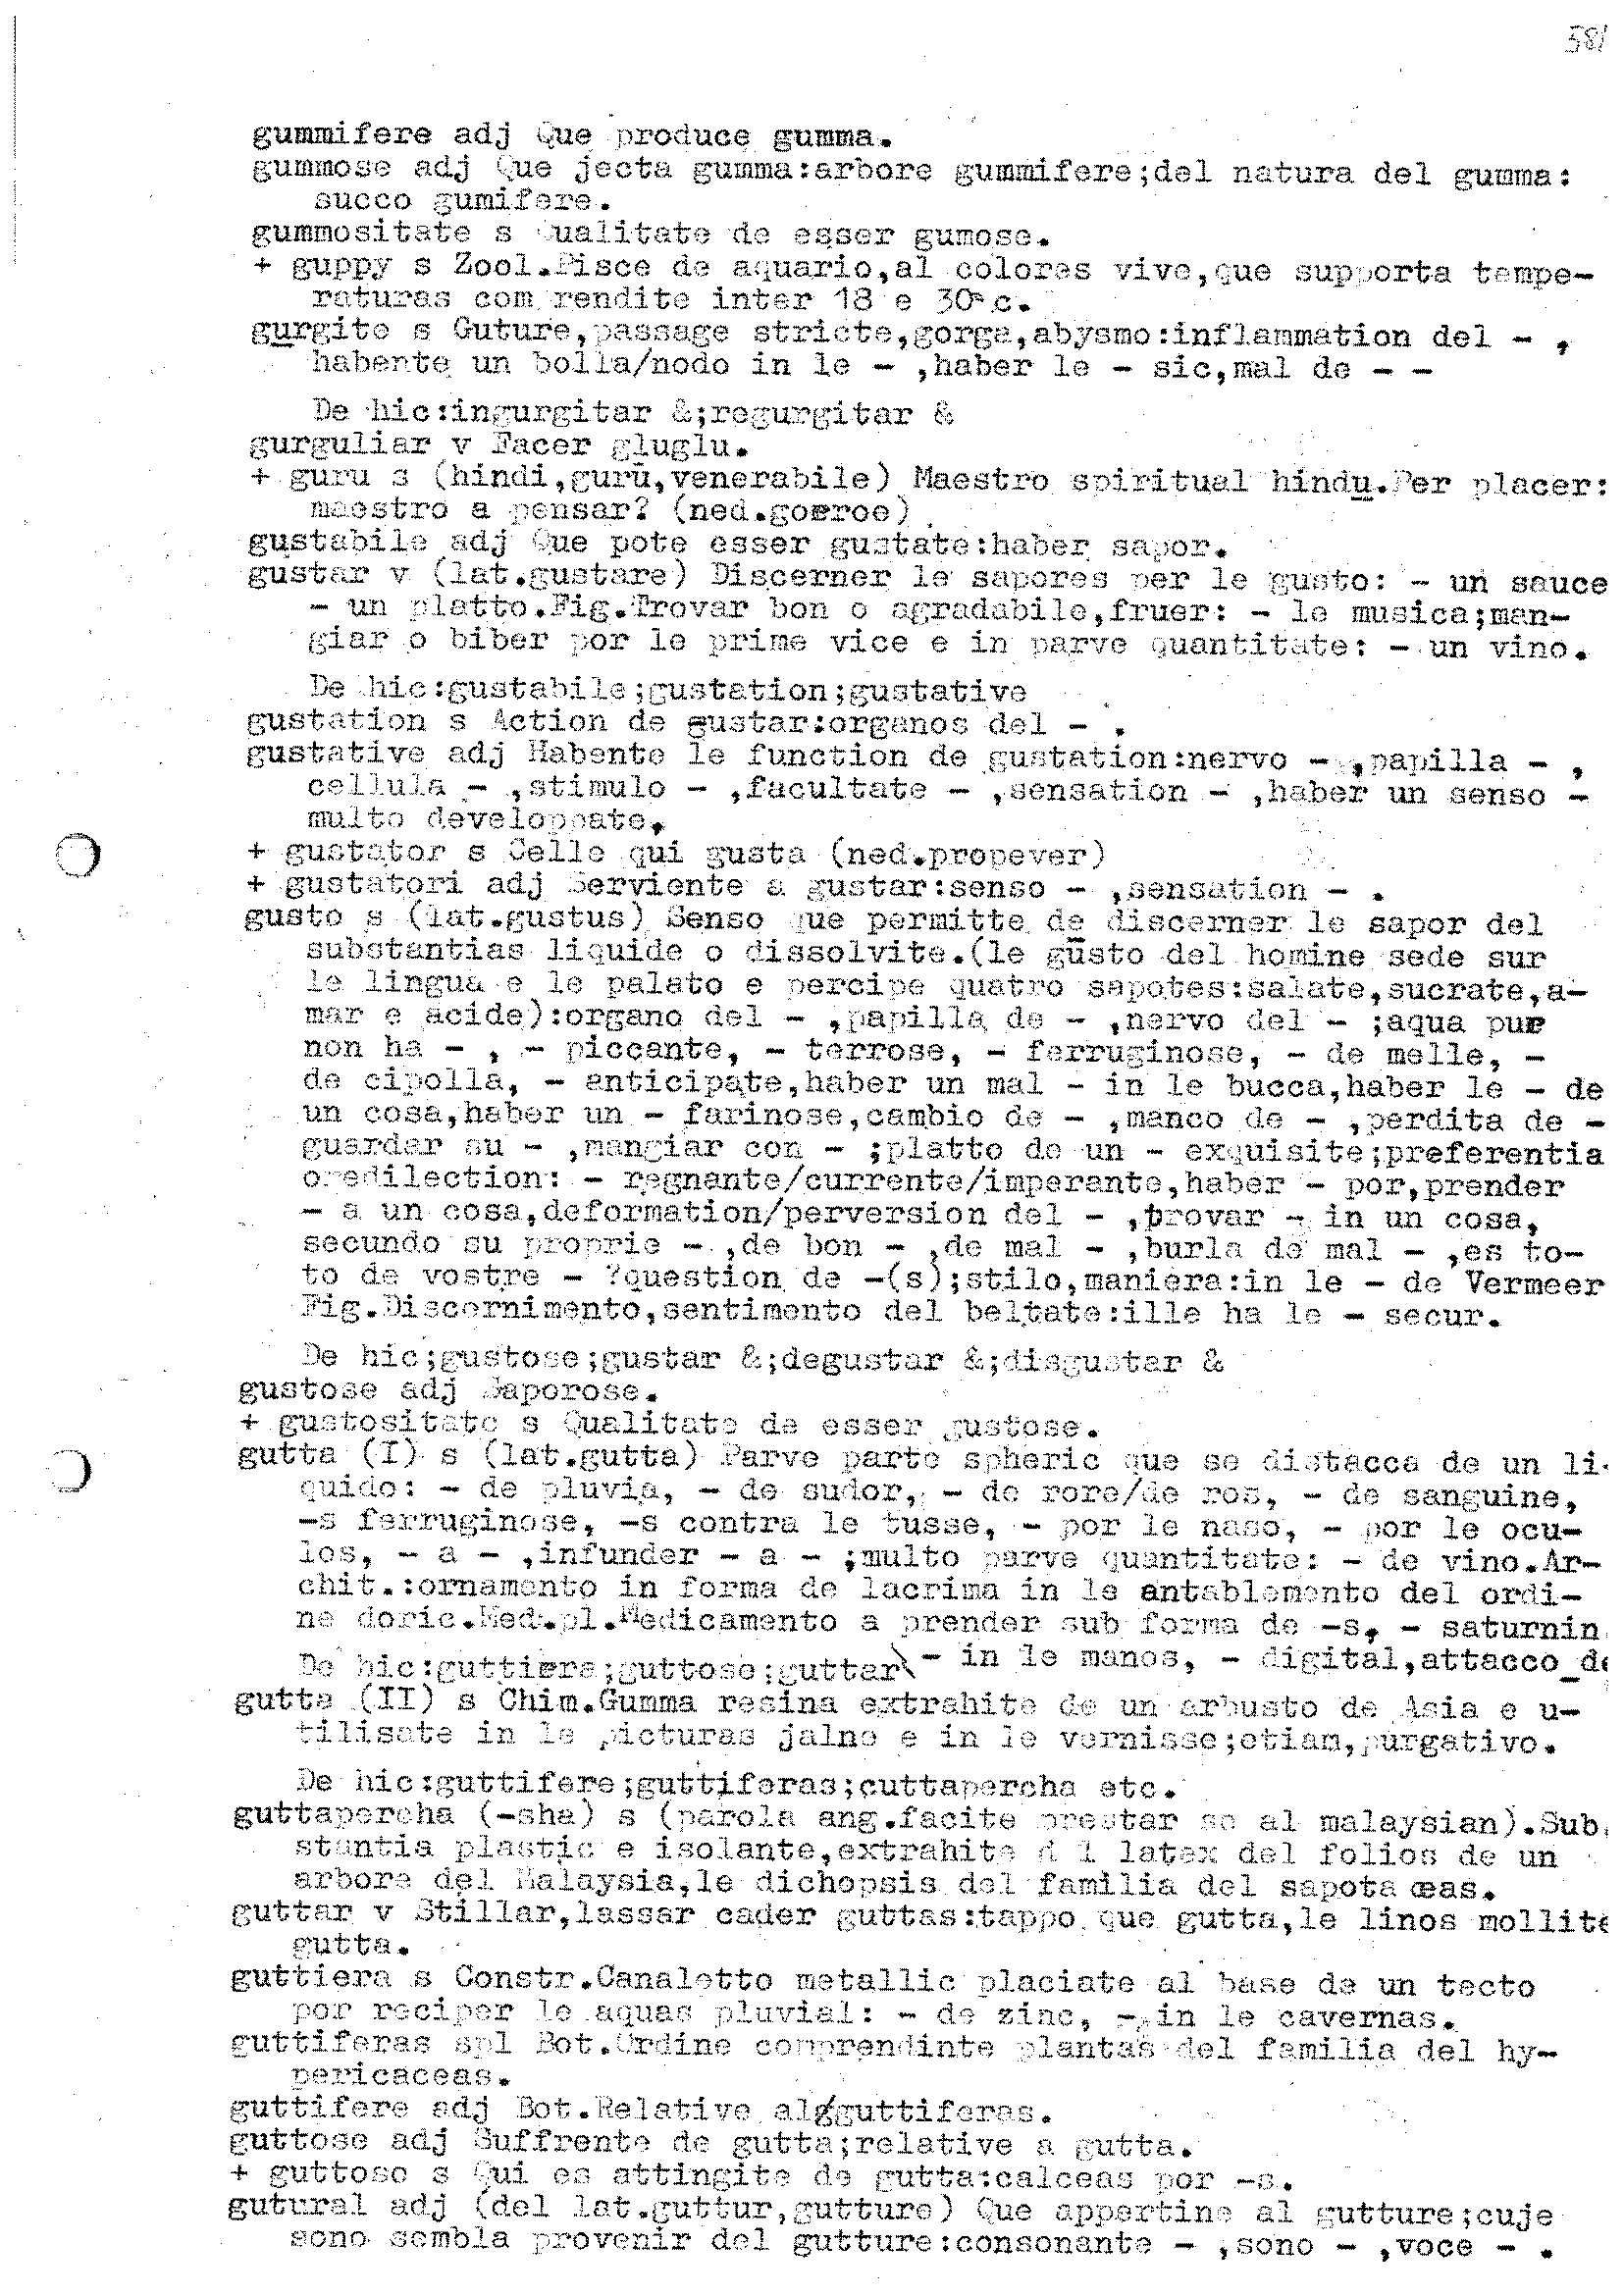 581
gummifere adj Que produce gumma.
gummose adj Que jecta gumma:arbore gummifere;del natura del gumma:
succo gumifere.
gummositate s Qualitate de esser gumose.
+ guppy s Zool.Pisce de aquario,al colores vive,que supporta tempe-
raturas comprendite inter 18 e 30° c.
gurgite s Guture,passage stricte,gorge,abysmo:inflammation del - ,
habente un bolla/nodo in le - ,haber le - sic,mal de - -
De hic:ingurgitar &;regurgitar &
gurguliar v Facer gluglu.
+ guru s (hindi,gurū,venerabile) Maestro spiritual hindu.Per placer:
maestro a pensar? (ned.goeroe)
gustabile adj Que pote esser gustate:haber sapor.
gustar v (lat.gustare) Discerner le sapores per le gusto: - un sauce
- un platto.Fig.Trovar bon o agradabile,fruer: - le musica;man-
giar o biber por le prime vice e in parve quantitate: - un vino.
De hic:gustabile;gustation;gustative
gustation s Action de gustar:organos del - .
gustative adj Habente le function de gustation:nervo - ,papilla - ,
cellula - ,stimulo - ,facultate - ,sensation - ,haber un senso -
multo developpate.
+ gustator s Celle qui gusta (ned.propever)
+ gustatori adj Serviente a gustar:senso - ,sensation - .
gusto s (lat.gustus) Senso que permitte de discerner le sapor del
substantias liquide o dissolvite.(le gusto del homine sede sur
le lingua e le palato e percipe quatro sapotes:salate,sucrate,a-
mar e acide):organo del - ,papilla de - ,nervo del - ;aqua pur
non ha - , - piccante, - terrose, - ferruginose, - de melle, -
de cipolla, - anticipate,haber un mal - in le bucca,haber le - de
un cosa,haber un - farinose,cambio de - ,manco de - ,perdita de -
guardar su - ,mangiar con - ;platto de un - exquisite;preferentia
predilection: - regnante/currente/imperante,haber - por,prender
- a un cosa,deformation/perversion del - ,trovar - in un cosa,
secundo su proprie - ,de bon - ,de mal - ,burla de mal - ,es to-
to de vostre - ?question de -(s);stilo,maniera:in le - de Vermeer
Fig.Discernimento,sentimento del beltate:ille ha le - secur.
De hic;gustose;gustar &;degustar &;disgustar &
gustose adj Saporose.
+ gustositate s Qualitate de esser gustose.
gutta (I) s (lat.gutta) Parve parte spheric que se distacca de un li-
quido: - de pluvia, - de sudor, - de rore/de ros, - de sanguine,
-s ferruginose, -s contra le tusse, - por le naso, - por le ocu-
los, - a - ,infunder - a - ;multo parve quantitate: - de vino.Ar-
chit.:ornamento in forma de lacrima in le entablemento del ordi-
ne doric.Med.pl.Medicamento a prender sub forma de -s, - saturnin
De hic:guttiera;guttose;guttar\ - in le manos, - digital,attacco de
gutta (II) s Chim.Gumma resina extrahite de un arbusto de Asia e u-
tilisate in le picturas jalne e in le vernisse;etiam,purgativo.
De hic:guttifere;guttiferas;cuttapercha etc.
guttapercha (-sha) s (parola ang.facite prestar se al malaysian).Sub-
stantia plastic e isolante,extrahite d l latex del folios de un
arbore del Malaysia,le dichopsis del familia del sapota œas.
guttar v Stillar,lassar cader guttas:tappo que gutta,le linos mollite
gutta.
guttiera s Constr.Canaletto metallic placiate al base de un tecto
por reciper le aquas pluvial: - de zinc, - in le cavernas.
guttiferas spl Bot.Ordine comprendinte plantas del familia del hy-
pericaceas.
guttifere adj Bot.Relative al guttiferas.
guttose adj Suffrente de gutta;relative a gutta.
+ guttoso s Qui es attingite de gutta:calceas por -s.
gutural adj (del lat.guttur,gutture) Que appertine al gutture;cuje
sono sembla provenir del gutture:consonante - ,sono - ,voce - .